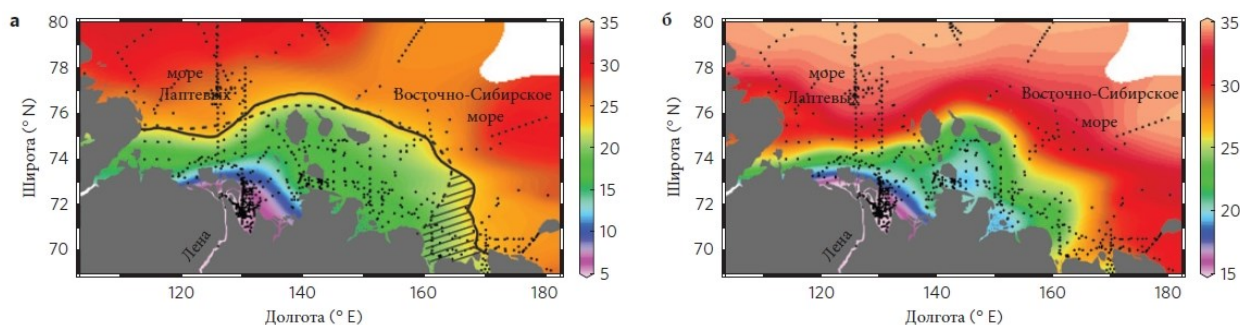 а
80
78
76
74
72
70
Широта (° N)
120
140
160
180
Долгота (° E)
море
Лаптевых
Восточно-Сибирское
море
Лена
35
30
25
20
15
10
5
б
80
78
76
74
72
70
Широта (° N)
120
140
160
180
Долгота (° E)
море
Лаптевых
Восточно-Сибирское
море
Лена
35
30
25
20
15